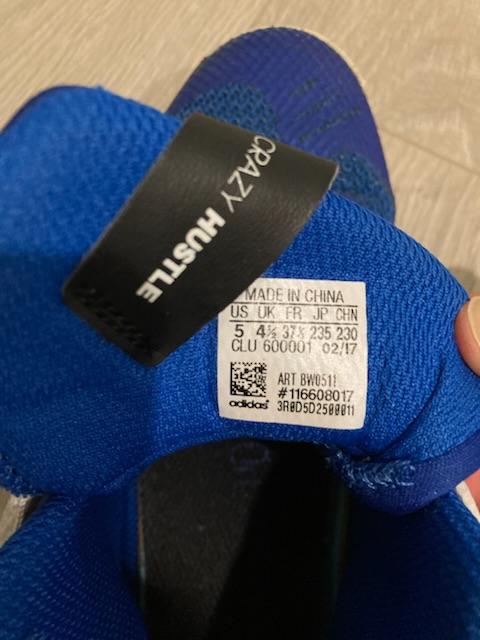 CRAZY HUSTLE
MADE IN CHINA
US UK FR JP CHN
5 4½ 37⅓ 235 230
CLU 600001 02/17
ART BW0511
#116608017
adidas 3R0D5D2500011